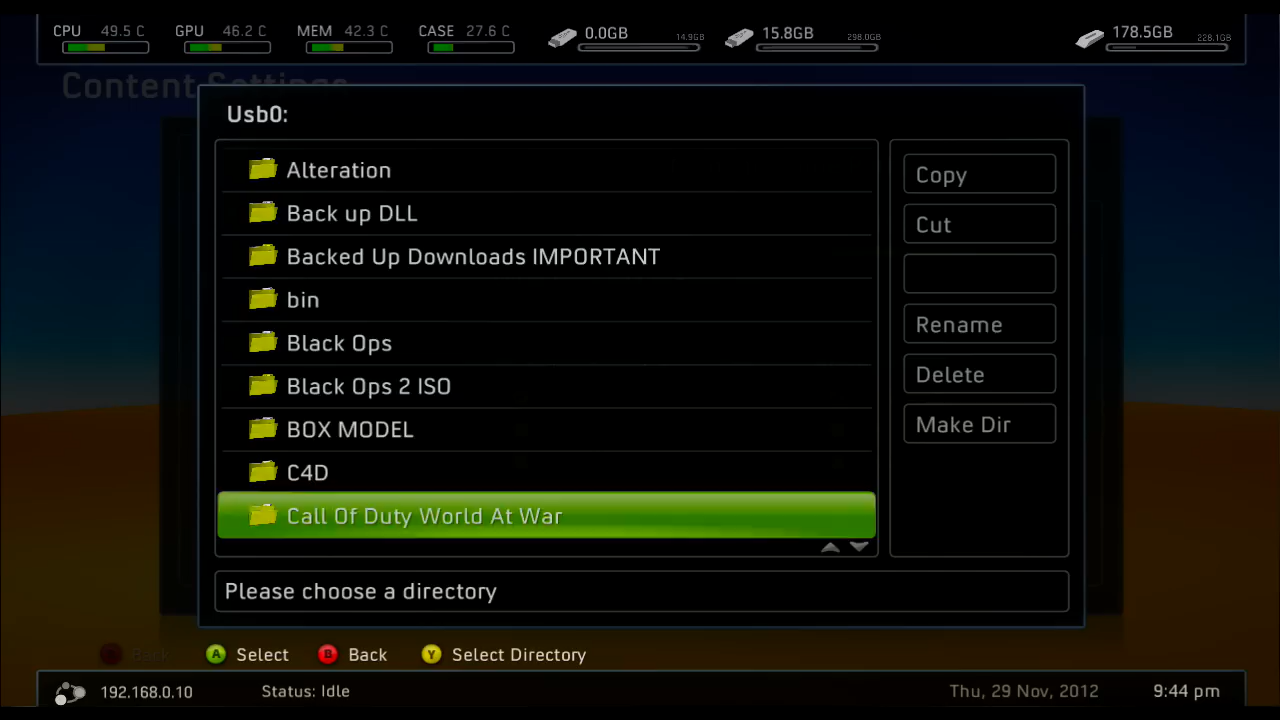 CPU 49.5 C GPU 46.2 C MEM 42.3 C CASE 27.6 C 0.0GB 14.9GB 15.8GB 298.0GB 178.5GB 228.1GB
Content Settings
Usb0:
Alteration
Back up DLL
Backed Up Downloads IMPORTANT
bin
Black Ops
Black Ops 2 ISO
BOX MODEL
C4D
Call Of Duty World At War
Copy
Cut
Rename
Delete
Make Dir
Please choose a directory
Back A Select B Back Y Select Directory
192.168.0.10 Status: Idle Thu, 29 Nov, 2012 9:44 pm